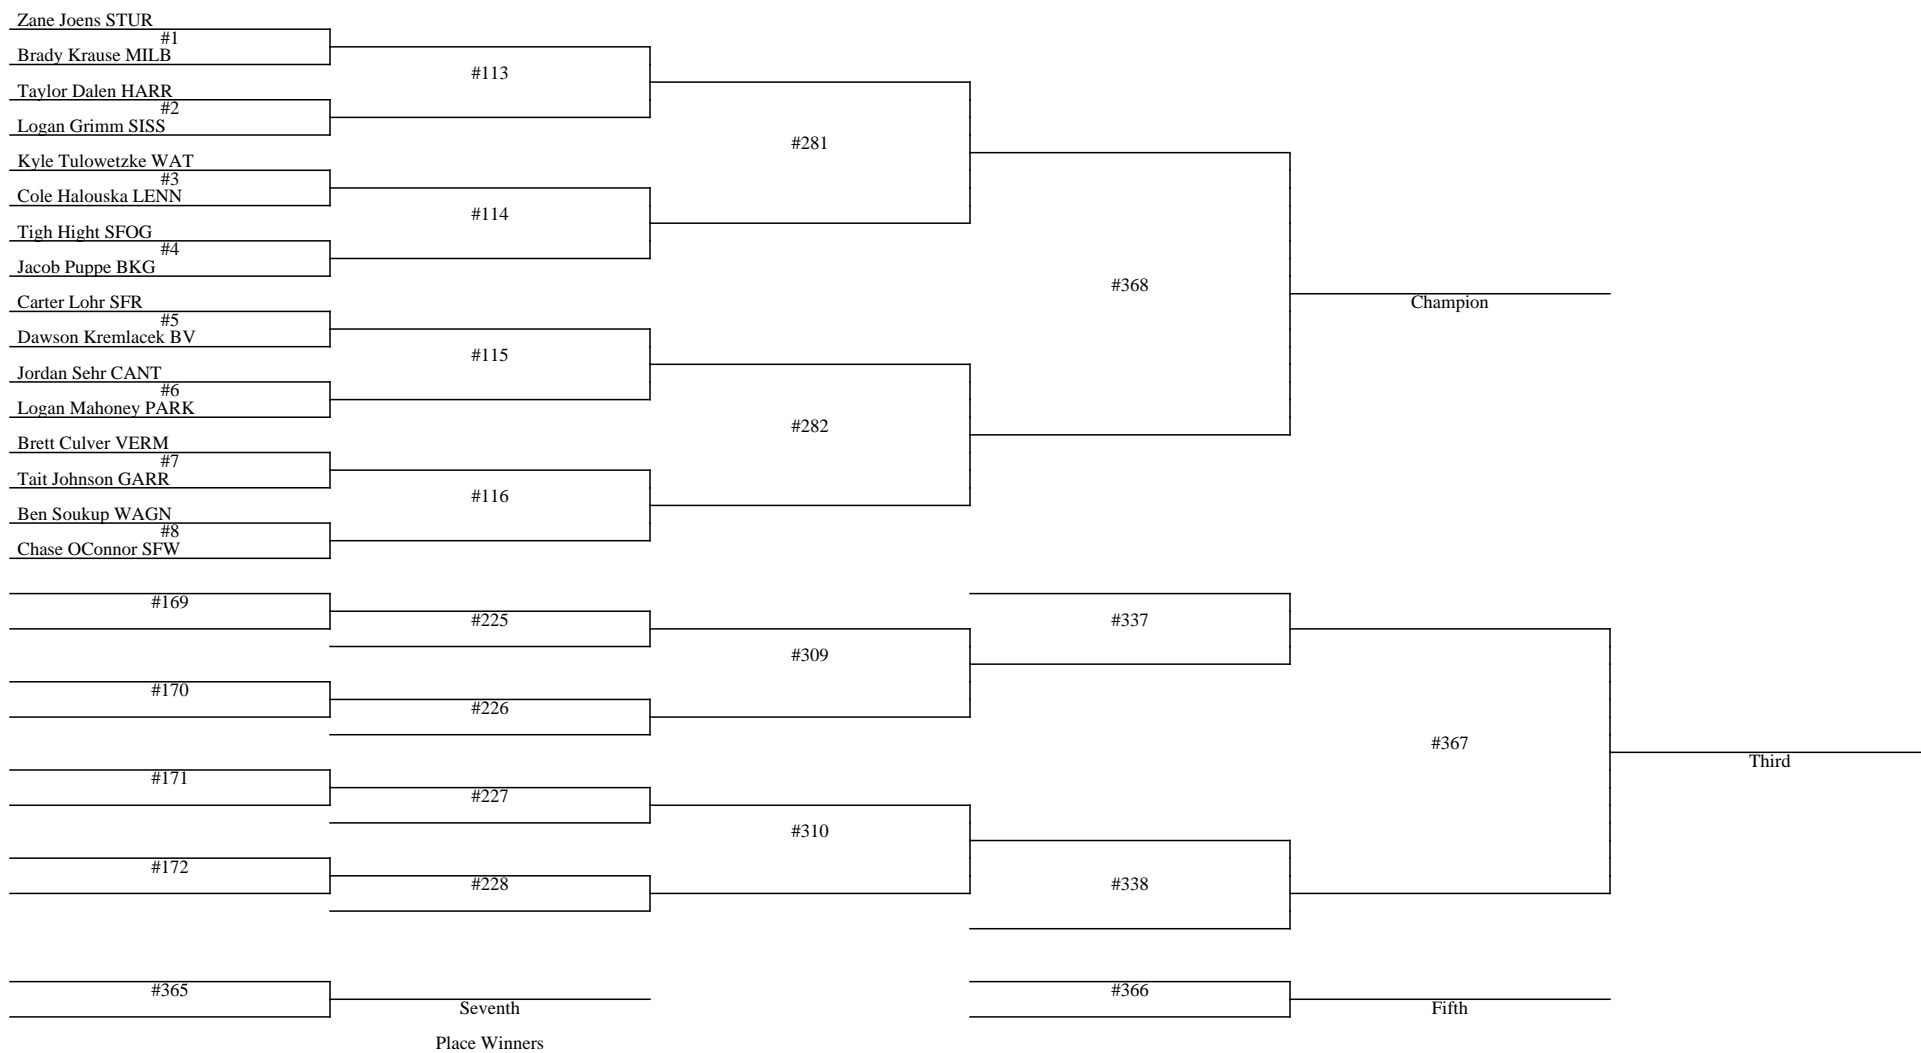 Zane Joens STUR
#1
Brady Krause MILB
#113
Taylor Dalen HARR
#2
Logan Grimm SISS
#281
Kyle Tulowetzke WAT
#3
Cole Halouska LENN
#114
Tigh Hight SFOG
#4
Jacob Puppe BKG
#368
Champion
Carter Lohr SFR
#5
Dawson Kremlacek BV
#115
Jordan Sehr CANT
#6
Logan Mahoney PARK
#282
Brett Culver VERM
#7
Tait Johnson GARR
#116
Ben Soukup WAGN
#8
Chase OConnor SFW
#169
#225
#337
#309
#170
#226
#367
Third
#171
#227
#310
#172
#228
#338
#365
Seventh
#366
Fifth
Place Winners